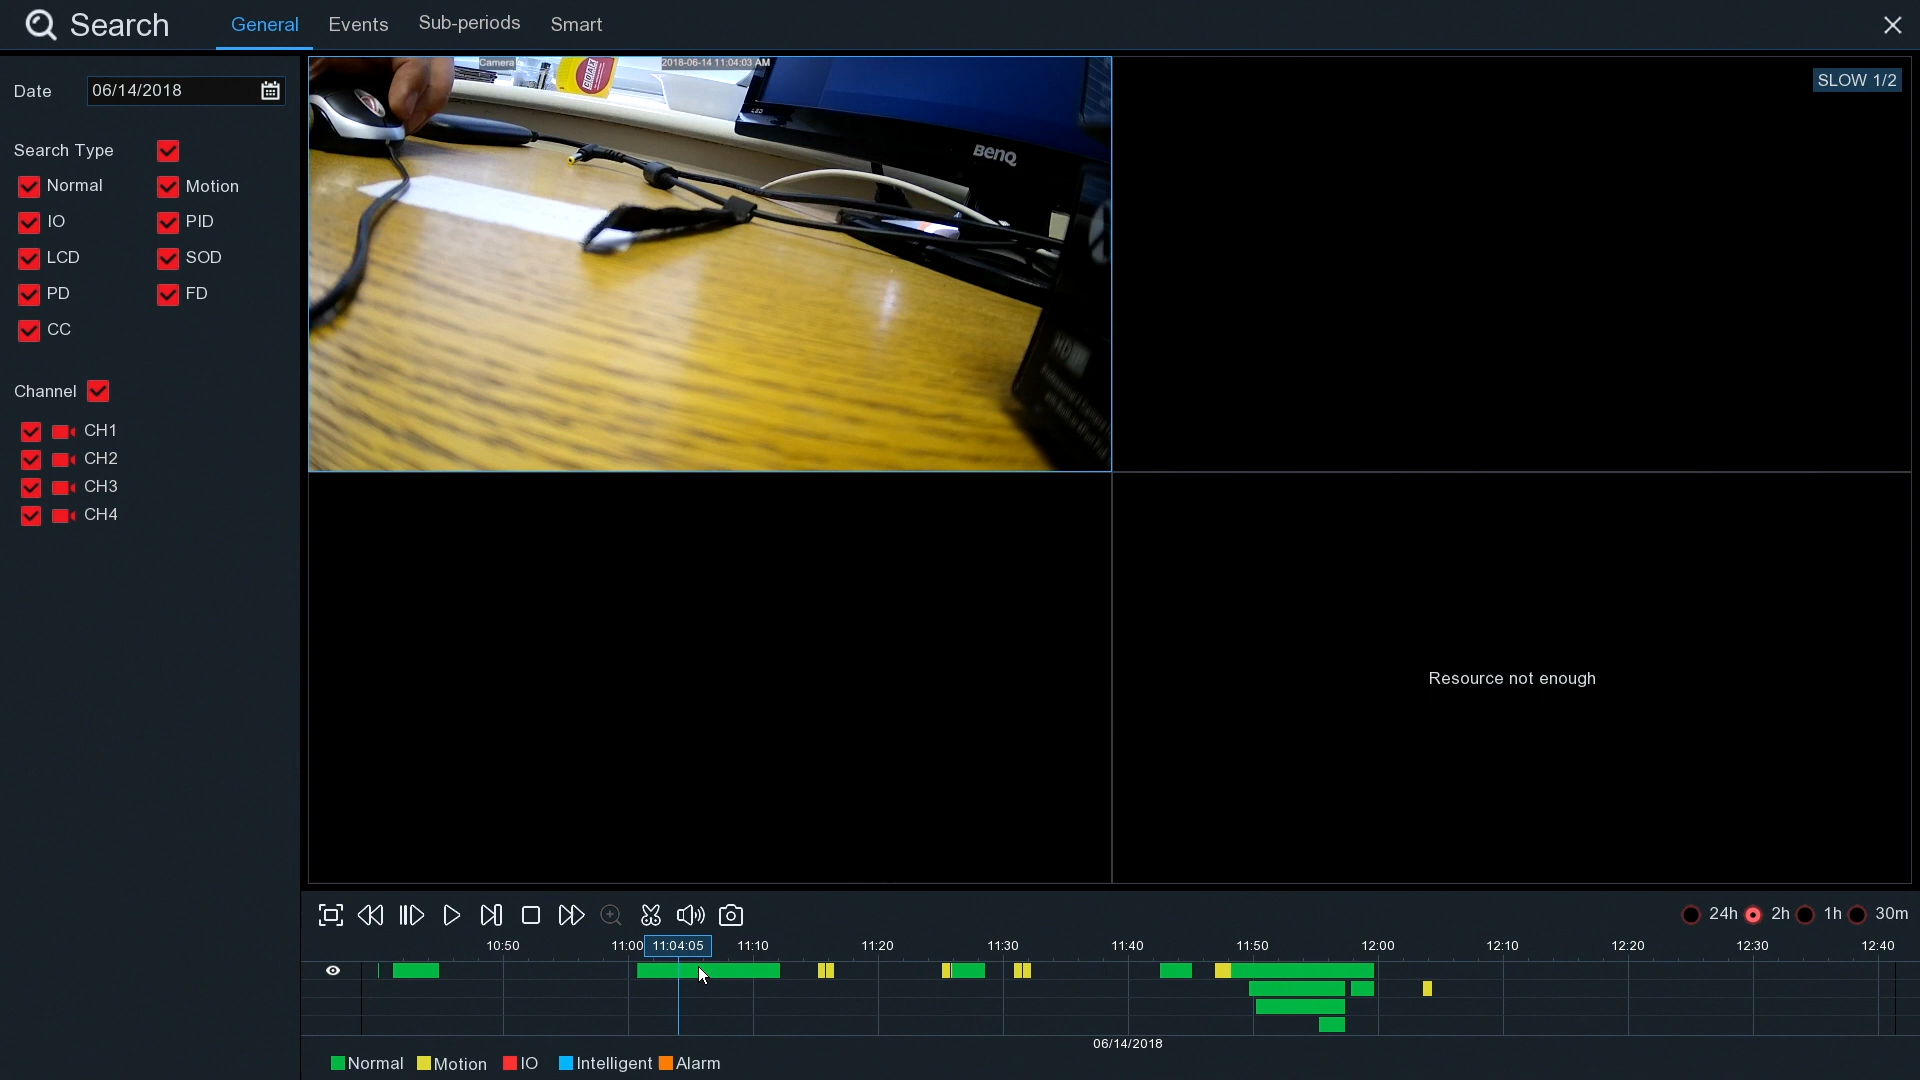 Search
General
Events
Sub-periods
Smart
Date
06/14/2018
Search Type
Normal
Motion
IO
PID
LCD
SOD
PD
FD
CC
Channel
CH1
CH2
CH3
CH4
Camera
2018-06-14 11:04:03 AM
BenQ
SLOW 1/2
Resource not enough
24h
2h
1h
30m
10:50
11:00
11:04:05
11:10
11:20
11:30
11:40
11:50
12:00
12:10
12:20
12:30
12:40
06/14/2018
Normal
Motion
IO
Intelligent
Alarm